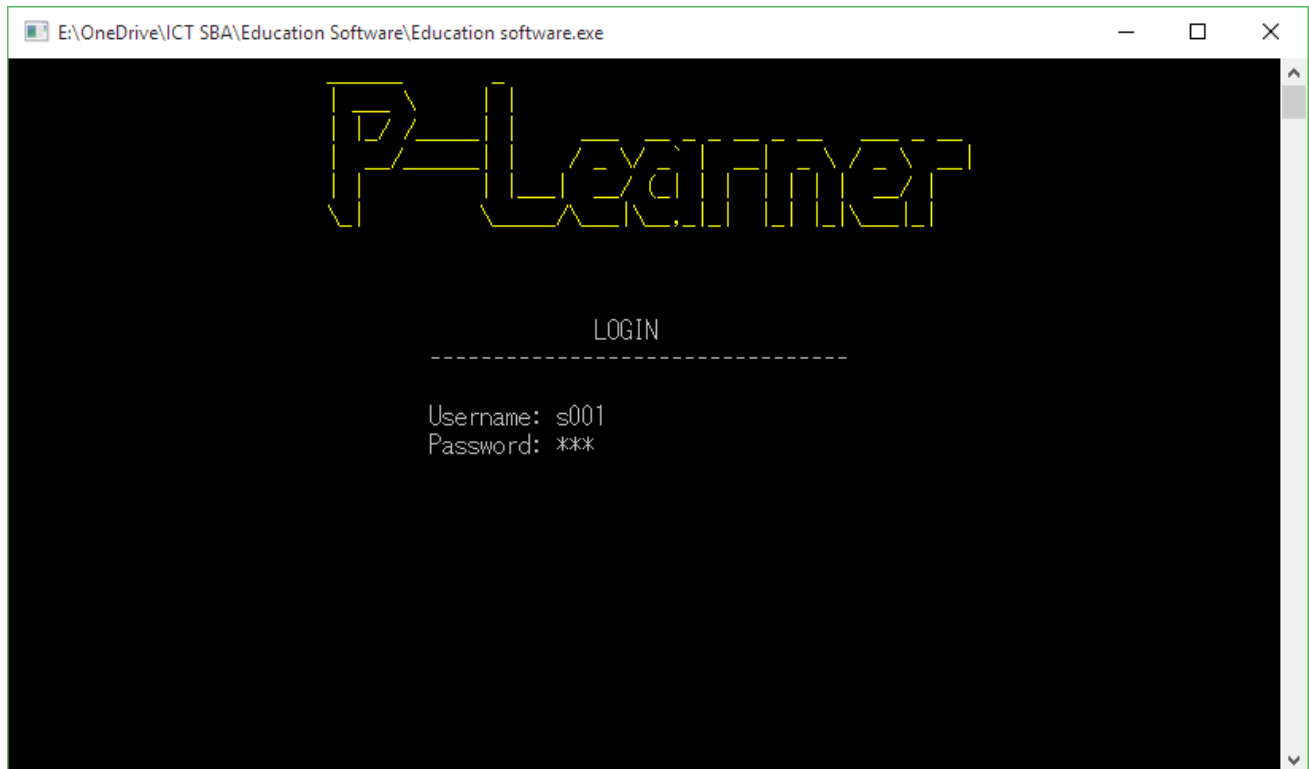 E:\OneDrive\ICT SBA\Education Software\Education software.exe
P-Learner
LOGIN
---------------------------------
Username: s001
Password: ***